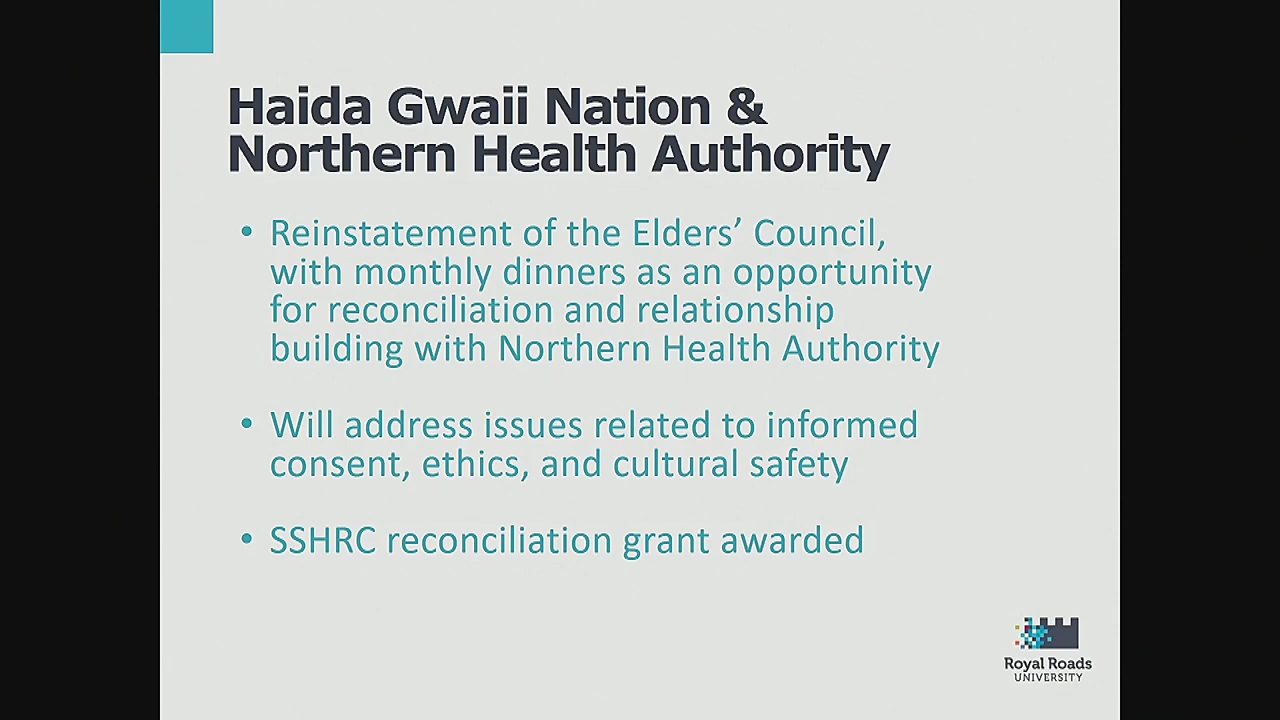 Haida Gwaii Nation &
Northern Health Authority
• Reinstatement of the Elders’ Council,
with monthly dinners as an opportunity
for reconciliation and relationship
building with Northern Health Authority
• Will address issues related to informed
consent, ethics, and cultural safety
• SSHRC reconciliation grant awarded
Royal Roads
UNIVERSITY